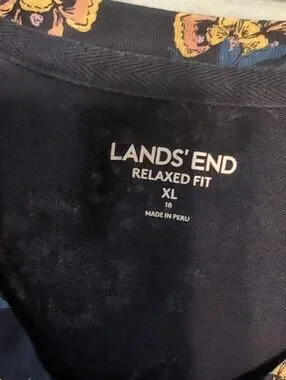 LANDS' END
RELAXED FIT
XL
18
MADE IN PERU